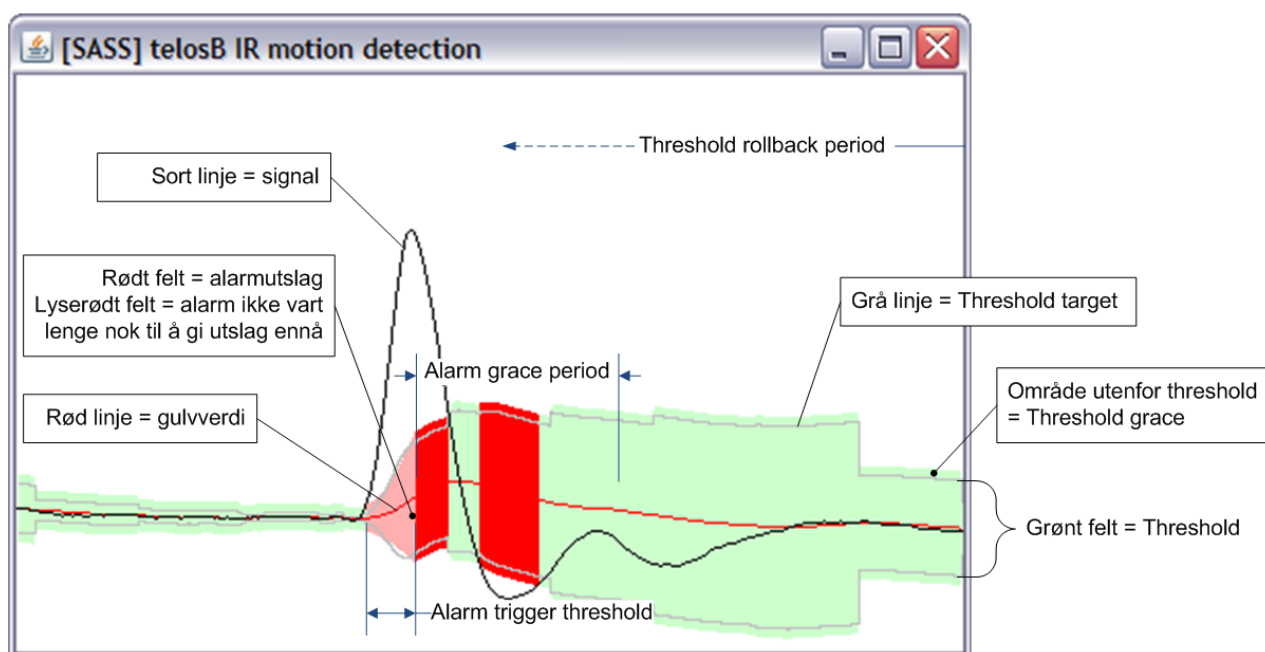 [SASS] telosB IR motion detection
Threshold rollback period
Sort linje = signal
Rødt felt = alarmutslag
Lyserødt felt = alarm ikke vart
lenge nok til å gi utslag ennå
Grå linje = Threshold target
Alarm grace period
Rød linje = gulvverdi
Område utenfor threshold
= Threshold grace
Grønt felt = Threshold
Alarm trigger threshold